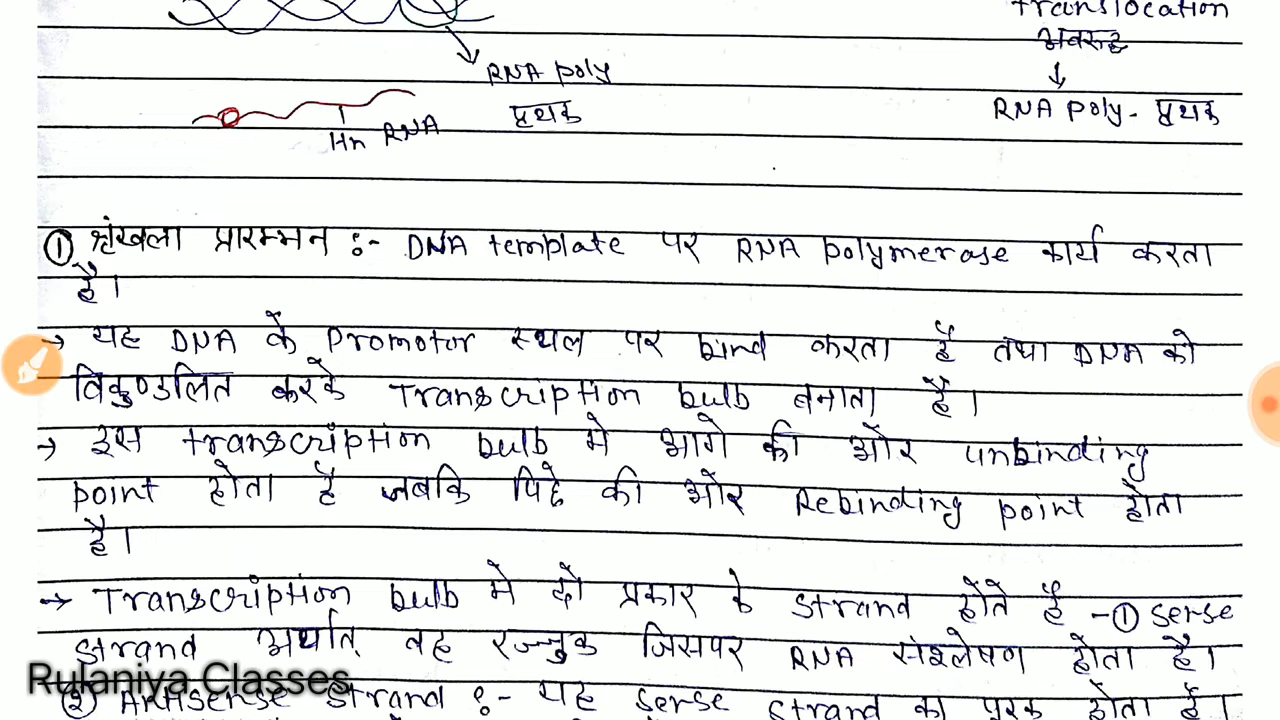 translocation
अवरूद्ध
RNA poly
पृथक
RNA poly. पृथक
Hn RNA
① श्रृंखला प्रारम्भन :- DNA template पर RNA polymerase कार्य करता
है।
→ यह DNA के Promotor स्थल पर bind करता है तथा DNA को
विकुण्डलित करके Transcription bulb बनाता है।
→ इस transcription bulb मे आगे की ओर unbinding
point होता है जबकि पिछे की ओर Rebinding point होता
है।
→ Transcription bulb मे दो प्रकार के strand होते है - ① sense
strand अर्थात् वह रज्जुक जिसपर RNA संश्लेषण होता है।
② Antisense strand :- यह sense strand का पूरक होता है।
Rulaniya Classes